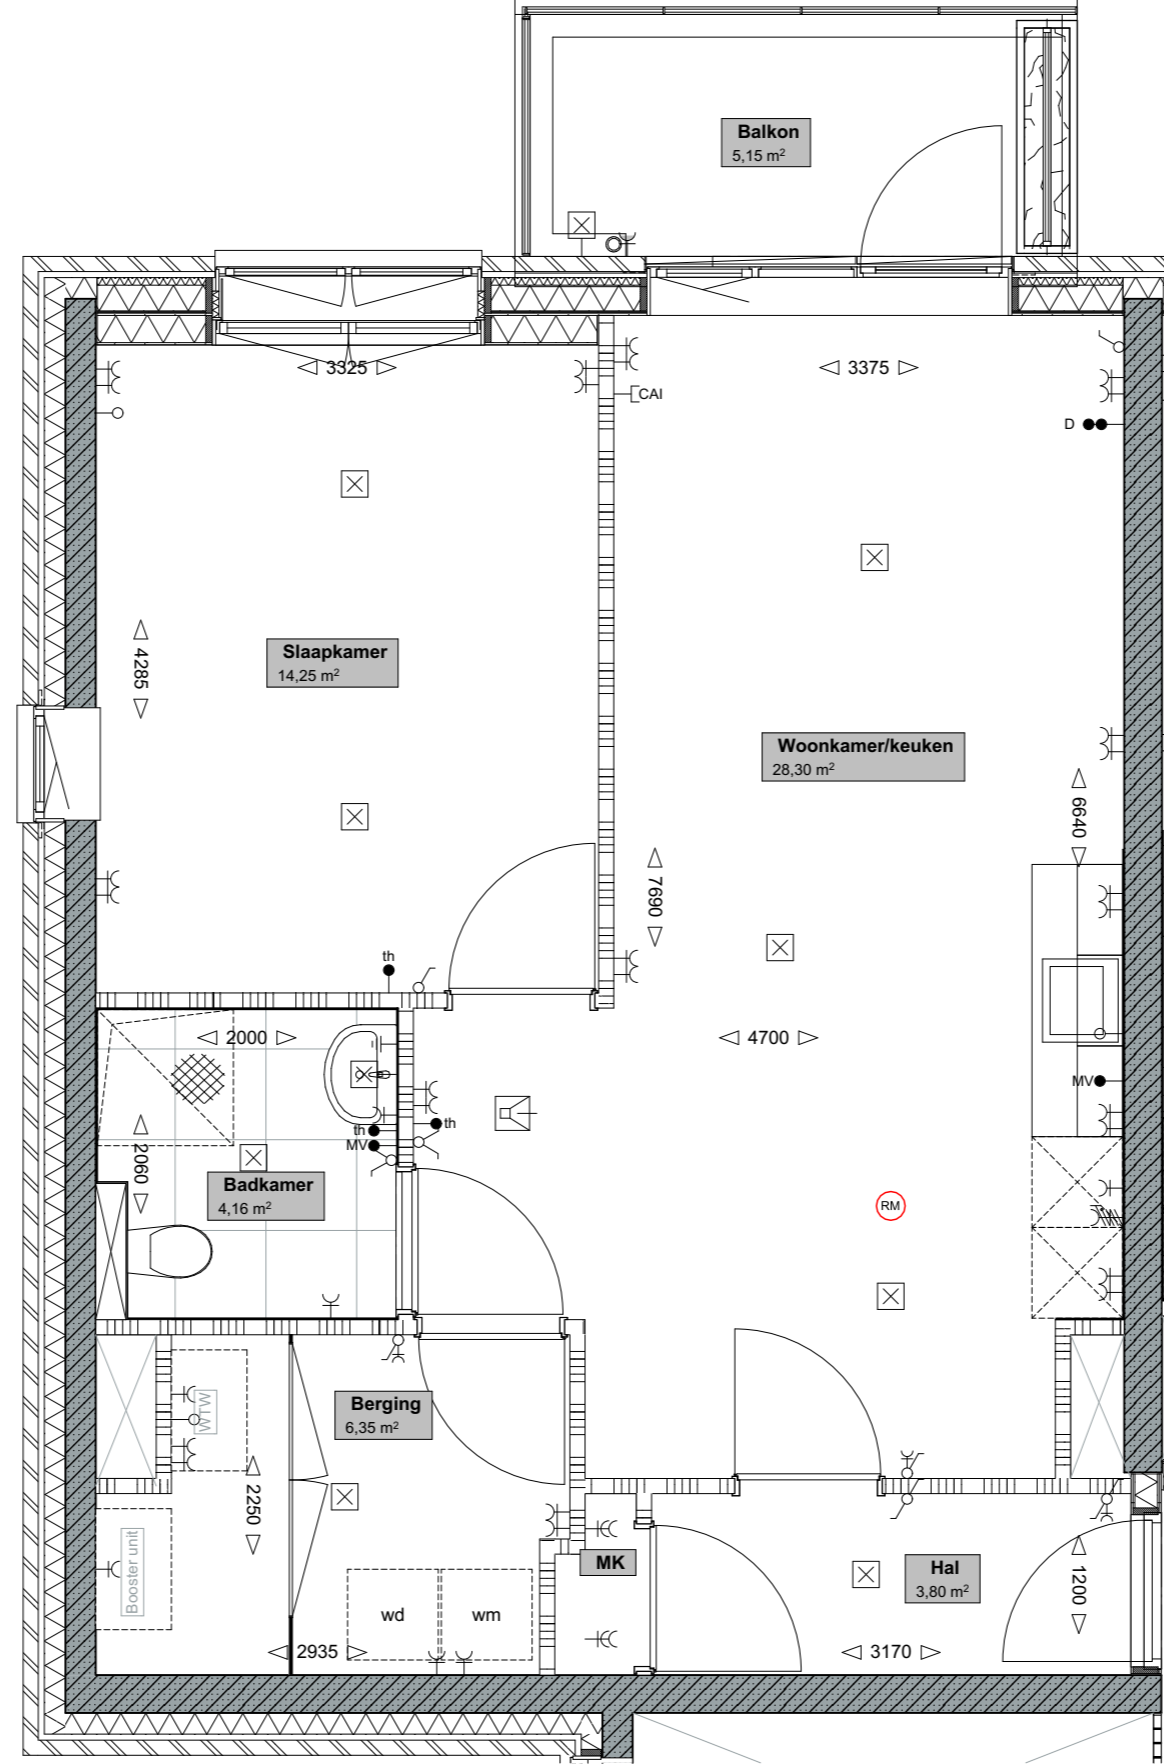 Balkon
5,15 m²
3325
3375
CAI
D
Slaapkamer
14,25 m²
4285
Woonkamer/keuken
28,30 m²
6640
7690
th
2000
4700
MV
th
th
MV
2060
Badkamer
4,16 m²
RM
Berging
6,35 m²
WTW
2250
Booster unit
MK
Hal
3,80 m²
1200
wd
wm
2935
3170